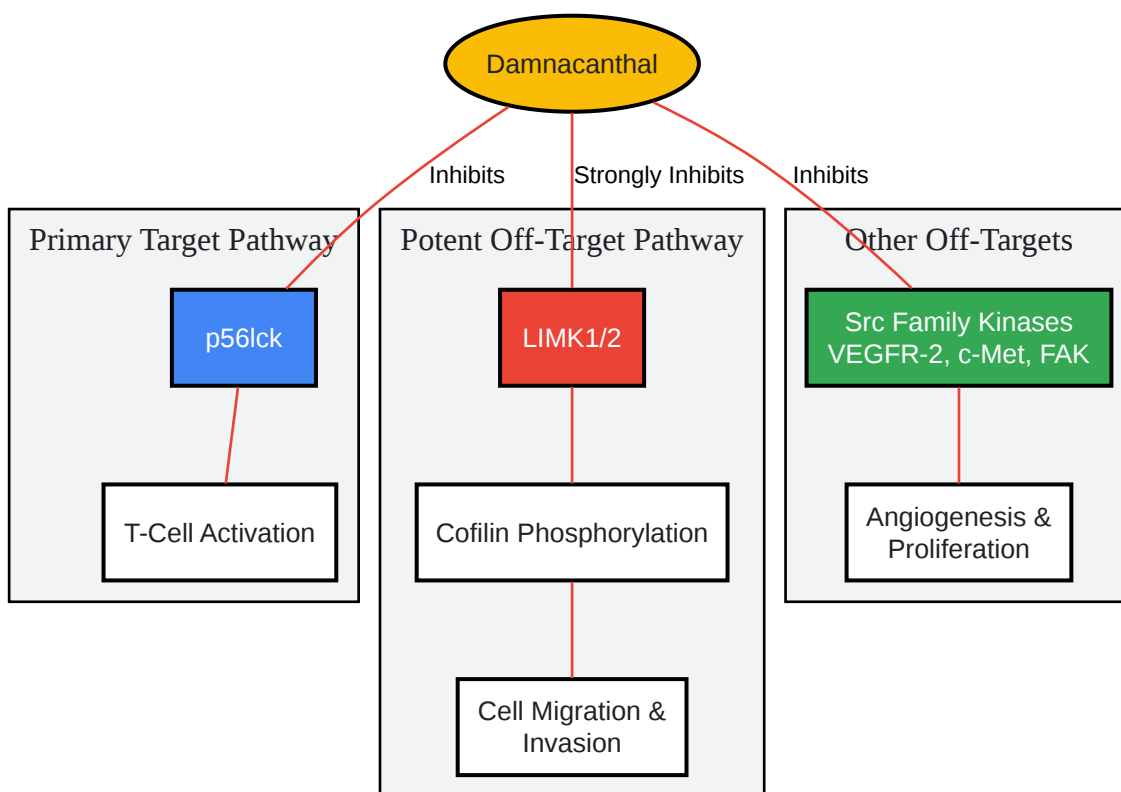 Damnacanthal
Inhibits
Strongly Inhibits
Inhibits
Primary Target Pathway
p56lck
T-Cell Activation
Potent Off-Target Pathway
LIMK1/2
Cofilin Phosphorylation
Cell Migration &
Invasion
Other Off-Targets
Src Family Kinases
VEGFR-2, c-Met, FAK
Angiogenesis &
Proliferation